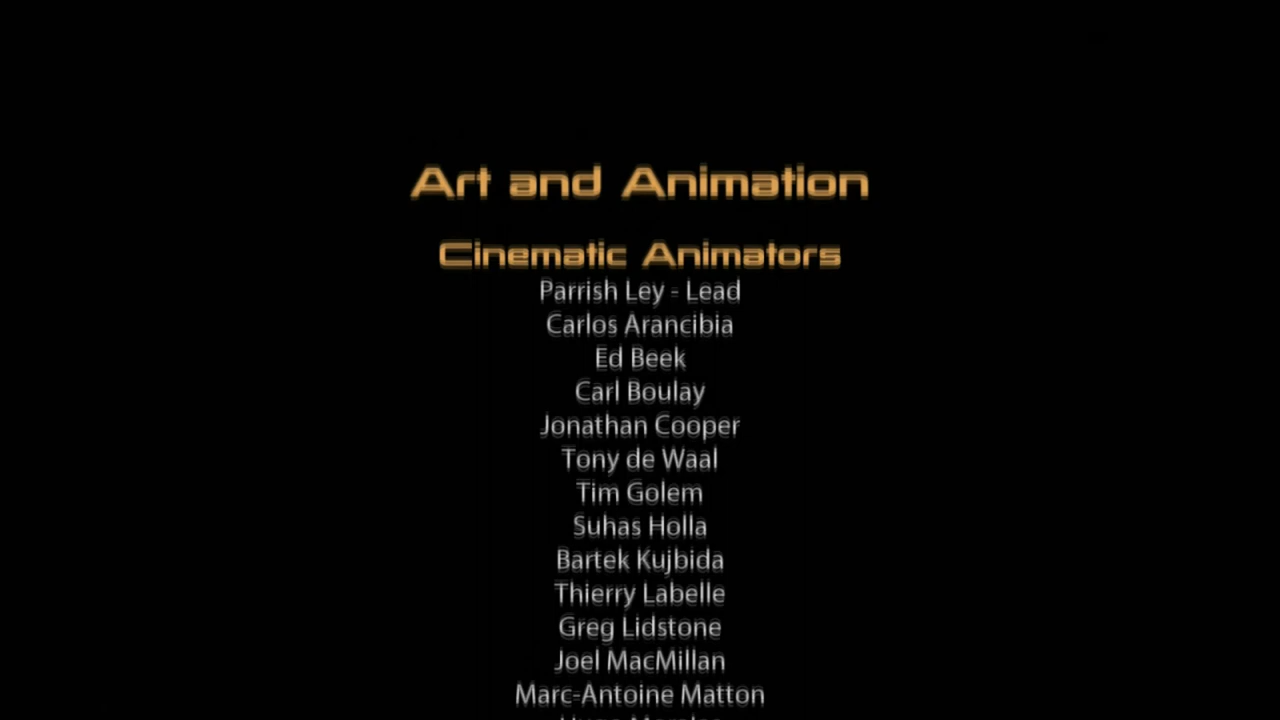 Art and Animation
Cinematic Animators
Parrish Ley - Lead
Carlos Arancibia
Ed Beek
Carl Boulay
Jonathan Cooper
Tony de Waal
Tim Golem
Suhas Holla
Bartek Kujbida
Thierry Labelle
Greg Lidstone
Joel MacMillan
Marc-Antoine Matton